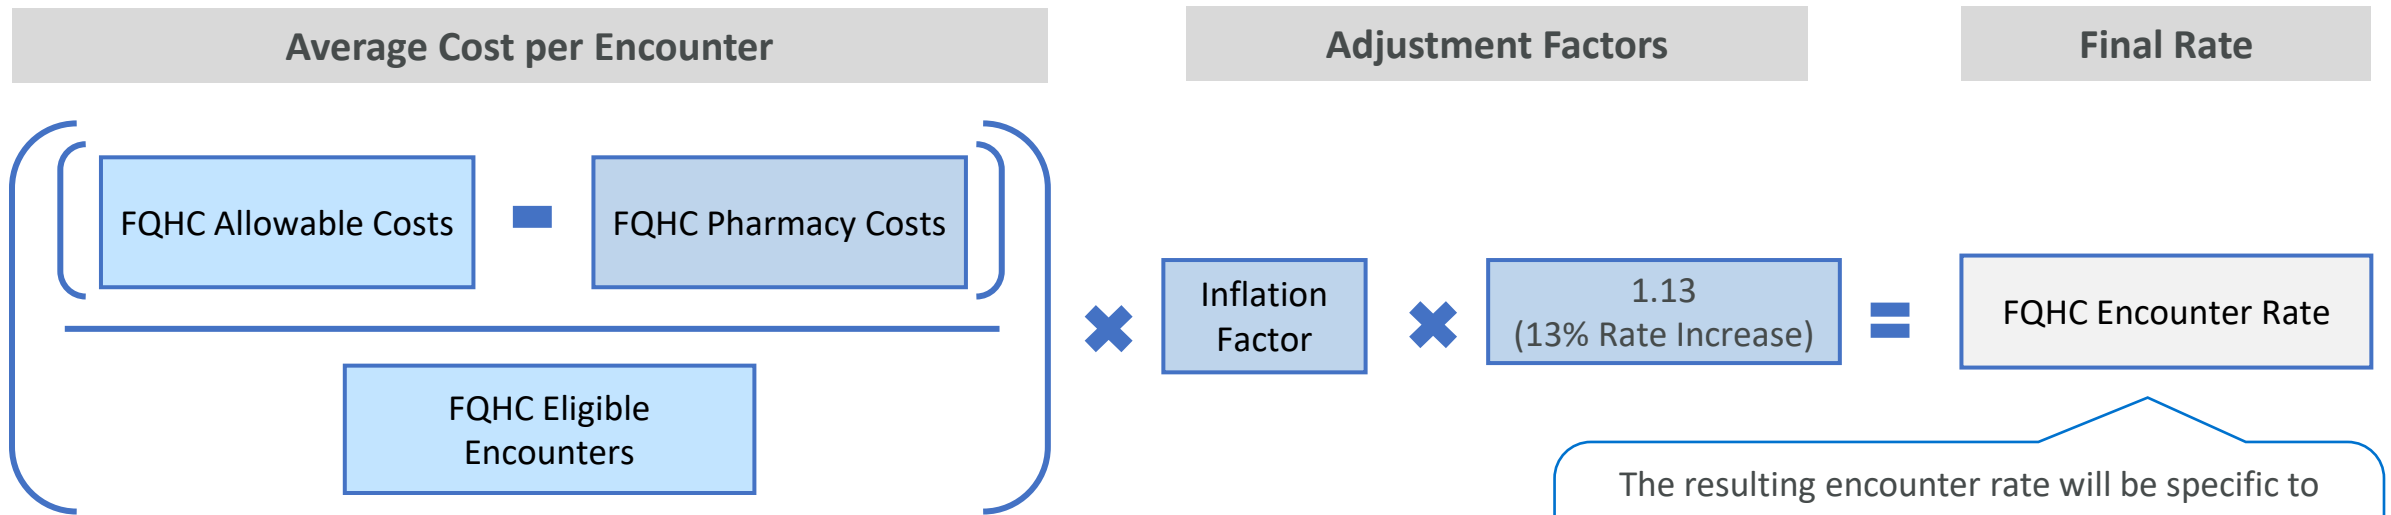 Average Cost per Encounter
Adjustment Factors
Final Rate
FQHC Allowable Costs
FQHC Pharmacy Costs
FQHC Eligible
Encounters
Inflation
Factor
1.13
(13% Rate Increase)
FQHC Encounter Rate
The resulting encounter rate will be specific to